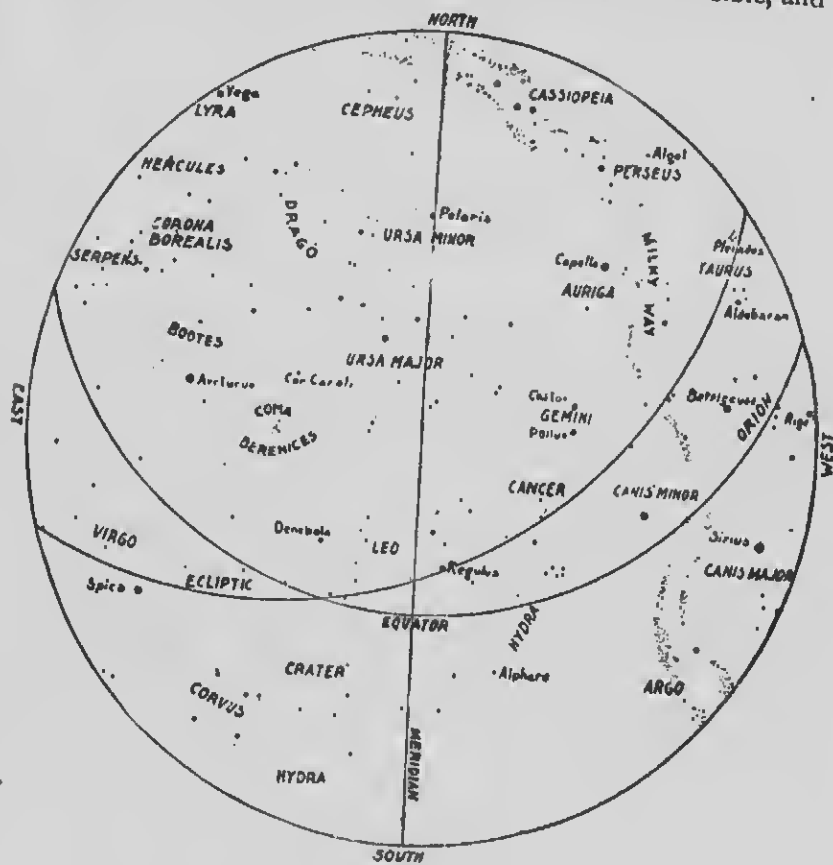 and
NORTH
Vega
LYRA
CEPHEUS
CASSIOPEIA
Algol
PERSEUS
HERCULES
DRACO
Polaris
URSA MINOR
CORONA
BOREALIS
SERPENS
Pleiades
TAURUS
Capella
AURIGA
MILKY WAY
Aldebaran
BOOTES
URSA MAJOR
Arcturus
Cor Caroli
COMA
BERENICES
Castor
GEMINI
Pollux
Betelgeuse
ORION
Rigel
EAST
WEST
CANCER
CANIS MINOR
VIRGO
Denebola
LEO
Sirius
CANIS MAJOR
Regulus
ECLIPTIC
Spica
EQUATOR
HYDRA
CRATER
Alphard
ARGO
CORVUS
MERIDIAN
HYDRA
SOUTH